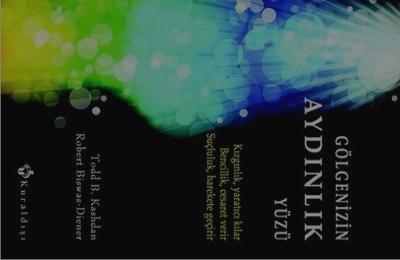 GÖLGENİZİN
AYDINLIK
YÜZÜ
Kızgınlık, yaratıcı kılar
Bencillik, cesaret verir
Suçluluk, harekete geçirir
Todd B. Kashdan
Robert Biswas-Diener
Kuraldışı